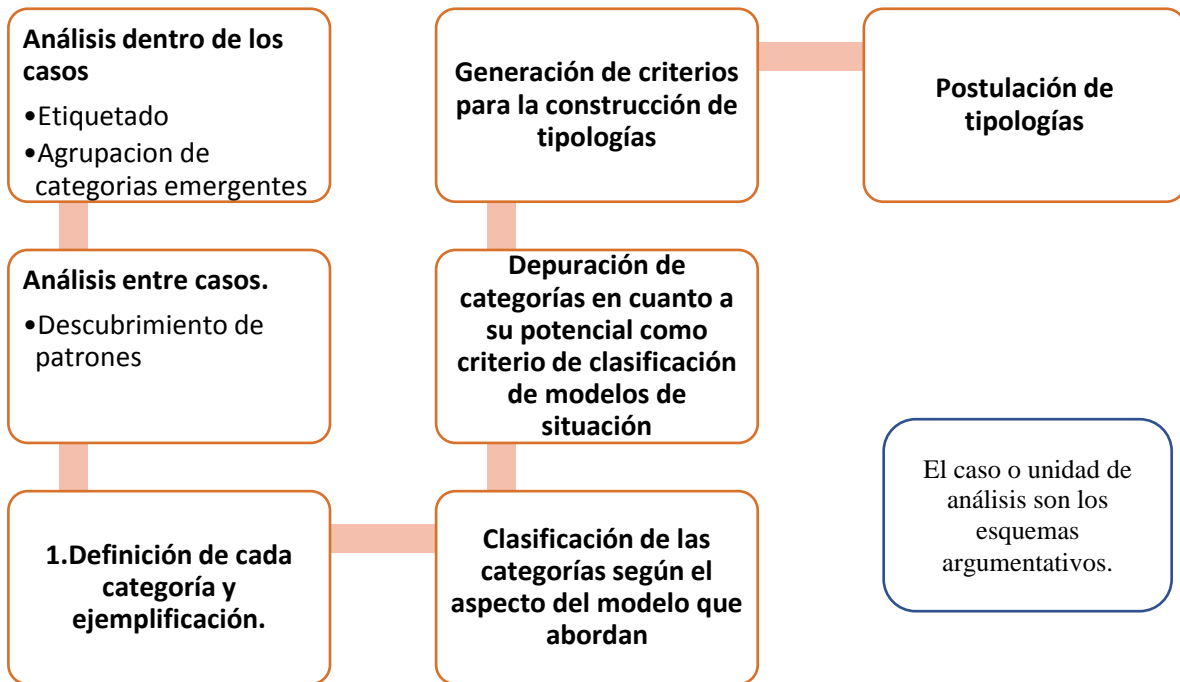 Análisis dentro de los
casos
•Etiquetado
•Agrupacion de
categorias emergentes
Análisis entre casos.
•Descubrimiento de
patrones
1.Definición de cada
categoría y
ejemplificación.
Clasificación de las
categorías según el
aspecto del modelo que
abordan
Depuración de
categorías en cuanto a
su potencial como
criterio de clasificación
de modelos de
situación
Generación de criterios
para la construcción de
tipologías
Postulación de
tipologías
El caso o unidad de
análisis son los
esquemas
argumentativos.